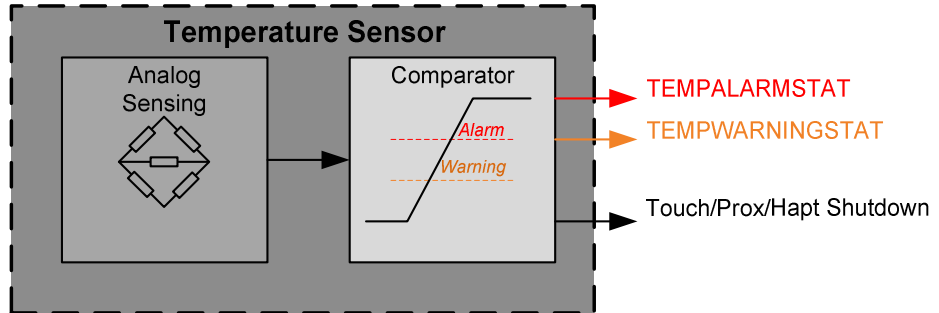 Temperature Sensor
Analog
Sensing
Comparator
Alarm
Warning
TEMPALARMSTAT
TEMPWARNINGSTAT
Touch/Prox/Hapt Shutdown